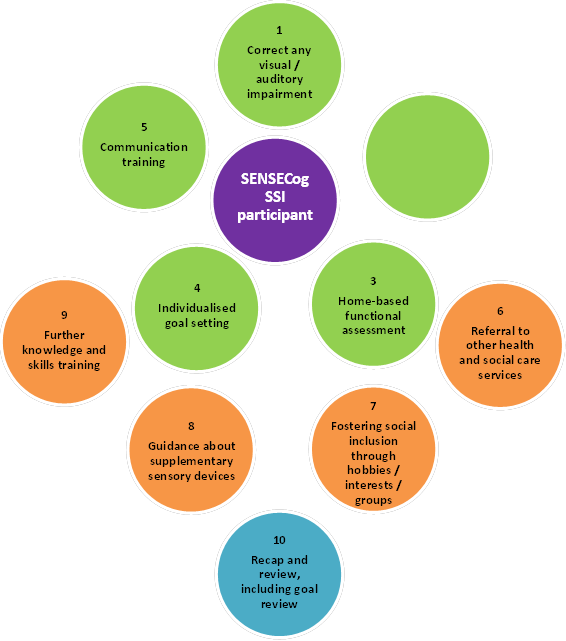 1
Correct any
visual /
auditory
impairment
5
Communication
training
SENSECog
SSI
participant
4
Individualised
goal setting
3
Home-based
functional
assessment
9
Further
knowledge and
skills training
6
Referral to
other health
and social care
services
8
Guidance about
supplementary
sensory devices
7
Fostering social
inclusion
through
hobbies /
interests /
groups
10
Recap and
review,
including goal
review